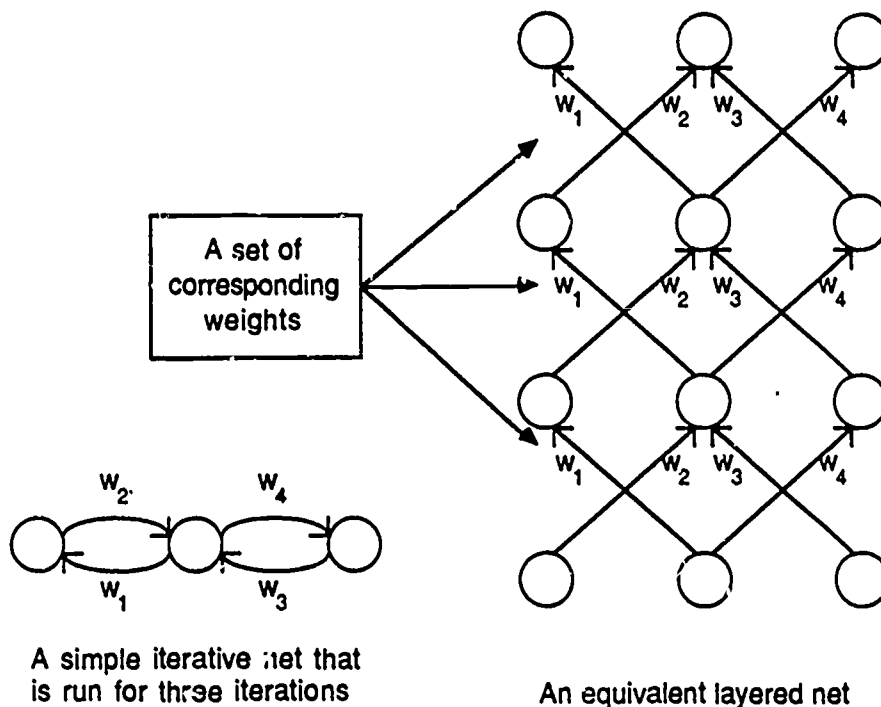 W1 W2 W3 W4
A set of
corresponding
weights
W1 W2 W3 W4
W1 W2 W3 W4
W2 W4
W1 W3
A simple iterative net that
is run for three iterations
An equivalent layered net